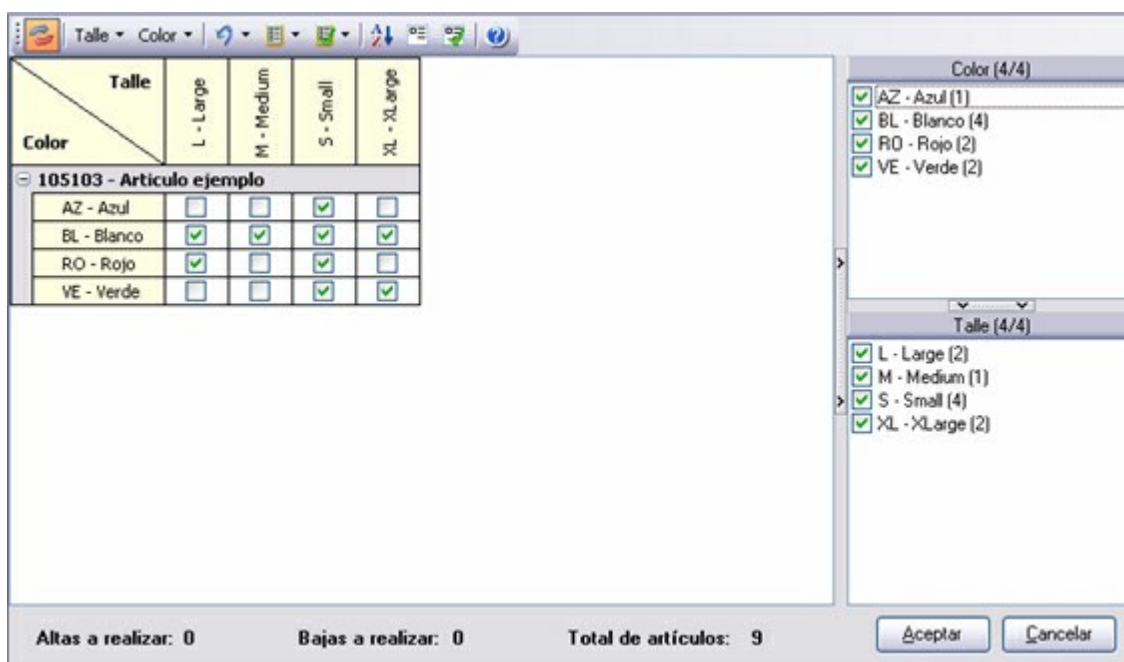 Talle Color
Talle
Color
L - Large
M - Medium
S - Small
XL - XLarge
105103 - Articulo ejemplo
AZ - Azul
BL - Blanco
RO - Rojo
VE - Verde
Color (4/4)
AZ - Azul (1)
BL - Blanco (4)
RO - Rojo (2)
VE - Verde (2)
Talle (4/4)
L - Large (2)
M - Medium (1)
S - Small (4)
XL - XLarge (2)
Altas a realizar: 0 Bajas a realizar: 0 Total de artículos: 9 Aceptar Cancelar